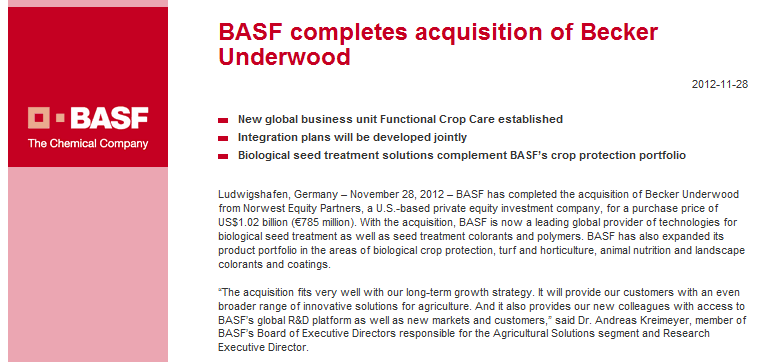 BASF
The Chemical Company
BASF completes acquisition of Becker
Underwood
2012-11-28
New global business unit Functional Crop Care established
Integration plans will be developed jointly
Biological seed treatment solutions complement BASF's crop protection portfolio
Ludwigshafen, Germany – November 28, 2012 – BASF has completed the acquisition of Becker Underwood
from Norwest Equity Partners, a U.S.-based private equity investment company, for a purchase price of
US$1.02 billion (€785 million). With the acquisition, BASF is now a leading global provider of technologies for
biological seed treatment as well as seed treatment colorants and polymers. BASF has also expanded its
product portfolio in the areas of biological crop protection, turf and horticulture, animal nutrition and landscape
colorants and coatings.
“The acquisition fits very well with our long-term growth strategy. It will provide our customers with an even
broader range of innovative solutions for agriculture. And it also provides our new colleagues with access to
BASF's global R&D platform as well as new markets and customers,” said Dr. Andreas Kreimeyer, member of
BASF's Board of Executive Directors responsible for the Agricultural Solutions segment and Research
Executive Director.